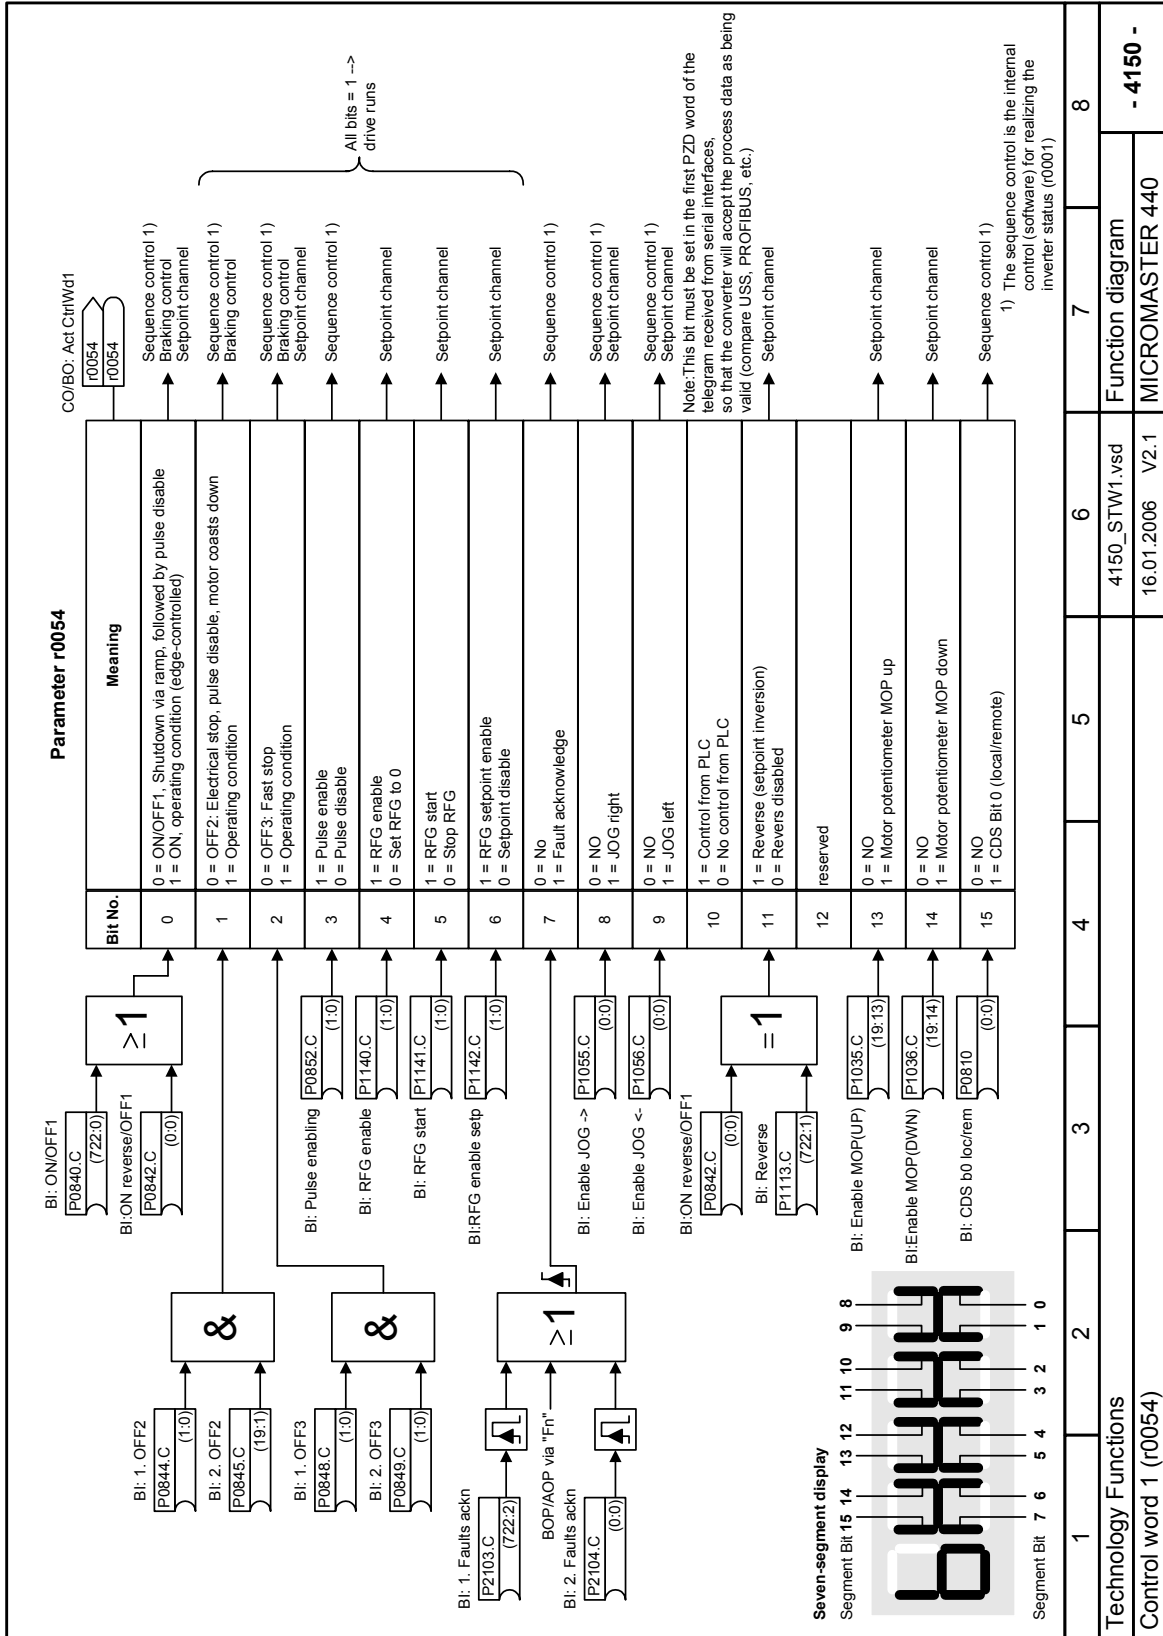 Parameter r0054
CO/BO: Act CtrlWd1
r0054
r0054
Bit No.
Meaning
BI: ON/OFF1
P0840.C
(722:0)
BI:ON reverse/OFF1
P0842.C
(0:0)
≥1
0
0 = ON/OFF1, Shutdown via ramp, followed by pulse disable
1 = ON, operating condition (edge-controlled)
Sequence control 1)
Braking control
Setpoint channel
BI: 1. OFF2
P0844.C
(1:0)
BI: 2. OFF2
P0845.C
(19:1)
&
1
0 = OFF2: Electrical stop, pulse disable, motor coasts down
1 = Operating condition
Sequence control 1)
Braking control
BI: 1. OFF3
P0848.C
(1:0)
BI: 2. OFF3
P0849.C
(1:0)
&
2
0 = OFF3: Fast stop
1 = Operating condition
Sequence control 1)
Braking control
Setpoint channel
BI: Pulse enabling
P0852.C
(1:0)
3
1 = Pulse enable
0 = Pulse disable
Sequence control 1)
All bits = 1 -->
drive runs
BI: RFG enable
P1140.C
(1:0)
4
1 = RFG enable
0 = Set RFG to 0
Setpoint channel
BI: RFG start
P1141.C
(1:0)
5
1 = RFG start
0 = Stop RFG
Setpoint channel
BI:RFG enable setp
P1142.C
(1:0)
6
1 = RFG setpoint enable
0 = Setpoint disable
Setpoint channel
BI: 1. Faults ackn
P2103.C
(722:2)
BOP/AOP via "Fn"
BI: 2. Faults ackn
P2104.C
(0:0)
≥1
7
0 = No
1 = Fault acknowledge
Sequence control 1)
BI: Enable JOG ->
P1055.C
(0:0)
8
0 = NO
1 = JOG right
Sequence control 1)
Setpoint channel
BI: Enable JOG <-
P1056.C
(0:0)
9
0 = NO
1 = JOG left
Sequence control 1)
Setpoint channel
10
1 = Control from PLC
0 = No control from PLC
Note:This bit must be set in the first PZD word of the
telegram received from serial interfaces,
so that the converter will accept the process data as being
valid (compare USS, PROFIBUS, etc.)
BI:ON reverse/OFF1
P0842.C
(0:0)
BI: Reverse
P1113.C
(722:1)
=1
11
1 = Reverse (setpoint inversion)
0 = Revers disabled
Setpoint channel
12
reserved
BI: Enable MOP(UP)
P1035.C
(19:13)
13
0 = NO
1 = Motor potentiometer MOP up
Setpoint channel
BI:Enable MOP(DWN)
P1036.C
(19:14)
14
0 = NO
1 = Motor potentiometer MOP down
Setpoint channel
BI: CDS b0 loc/rem
P0810
(0:0)
15
0 = NO
1 = CDS Bit 0 (local/remote)
Sequence control 1)
1) The sequence control is the internal
control (software) for realizing the
inverter status (r0001)
Seven-segment display
Segment Bit 15 14 13 12 11 10 9 8
Segment Bit 7 6 5 4 3 2 1 0
1 2 3 4 5 6 7 8
Technology Functions
4150_STW1.vsd
Function diagram
- 4150 -
Control word 1 (r0054)
16.01.2006 V2.1
MICROMASTER 440